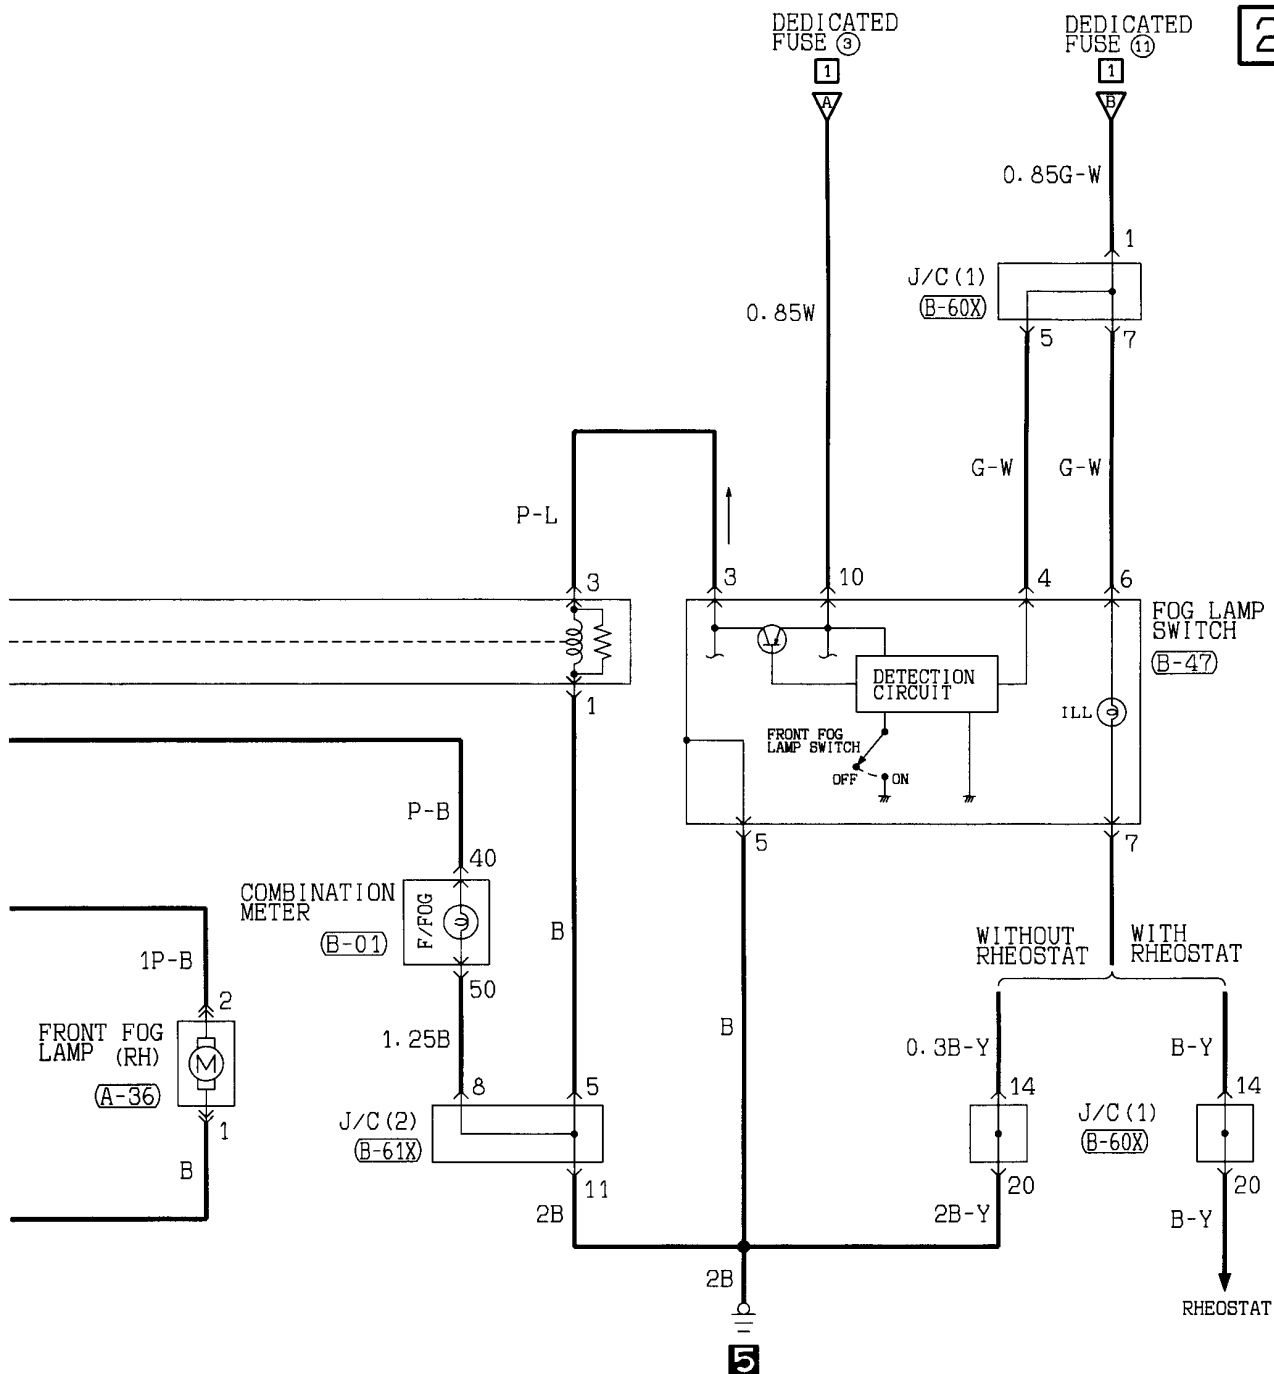 DEDICATED
FUSE ③
1
A
DEDICATED
FUSE ⑪
1
B
2
0.85G-W
1
J/C(1)
B-60X
5
7
0.85W
G-W
G-W
P-L
3
3
10
4
6
FOG LAMP
SWITCH
B-47
DETECTION
CIRCUIT
ILL
FRONT FOG
LAMP SWITCH
OFF
ON
1
5
7
P-B
40
COMBINATION
METER
B-01
F/FOG
B
50
1.25B
1P-B
2
FRONT FOG
LAMP (RH)
A-36
M
1
B
8
5
J/C(2)
B-61X
11
2B
B
WITHOUT
RHEOSTAT
WITH
RHEOSTAT
0.3B-Y
B-Y
14
14
J/C(1)
B-60X
20
20
2B-Y
B-Y
2B
RHEOSTAT
5